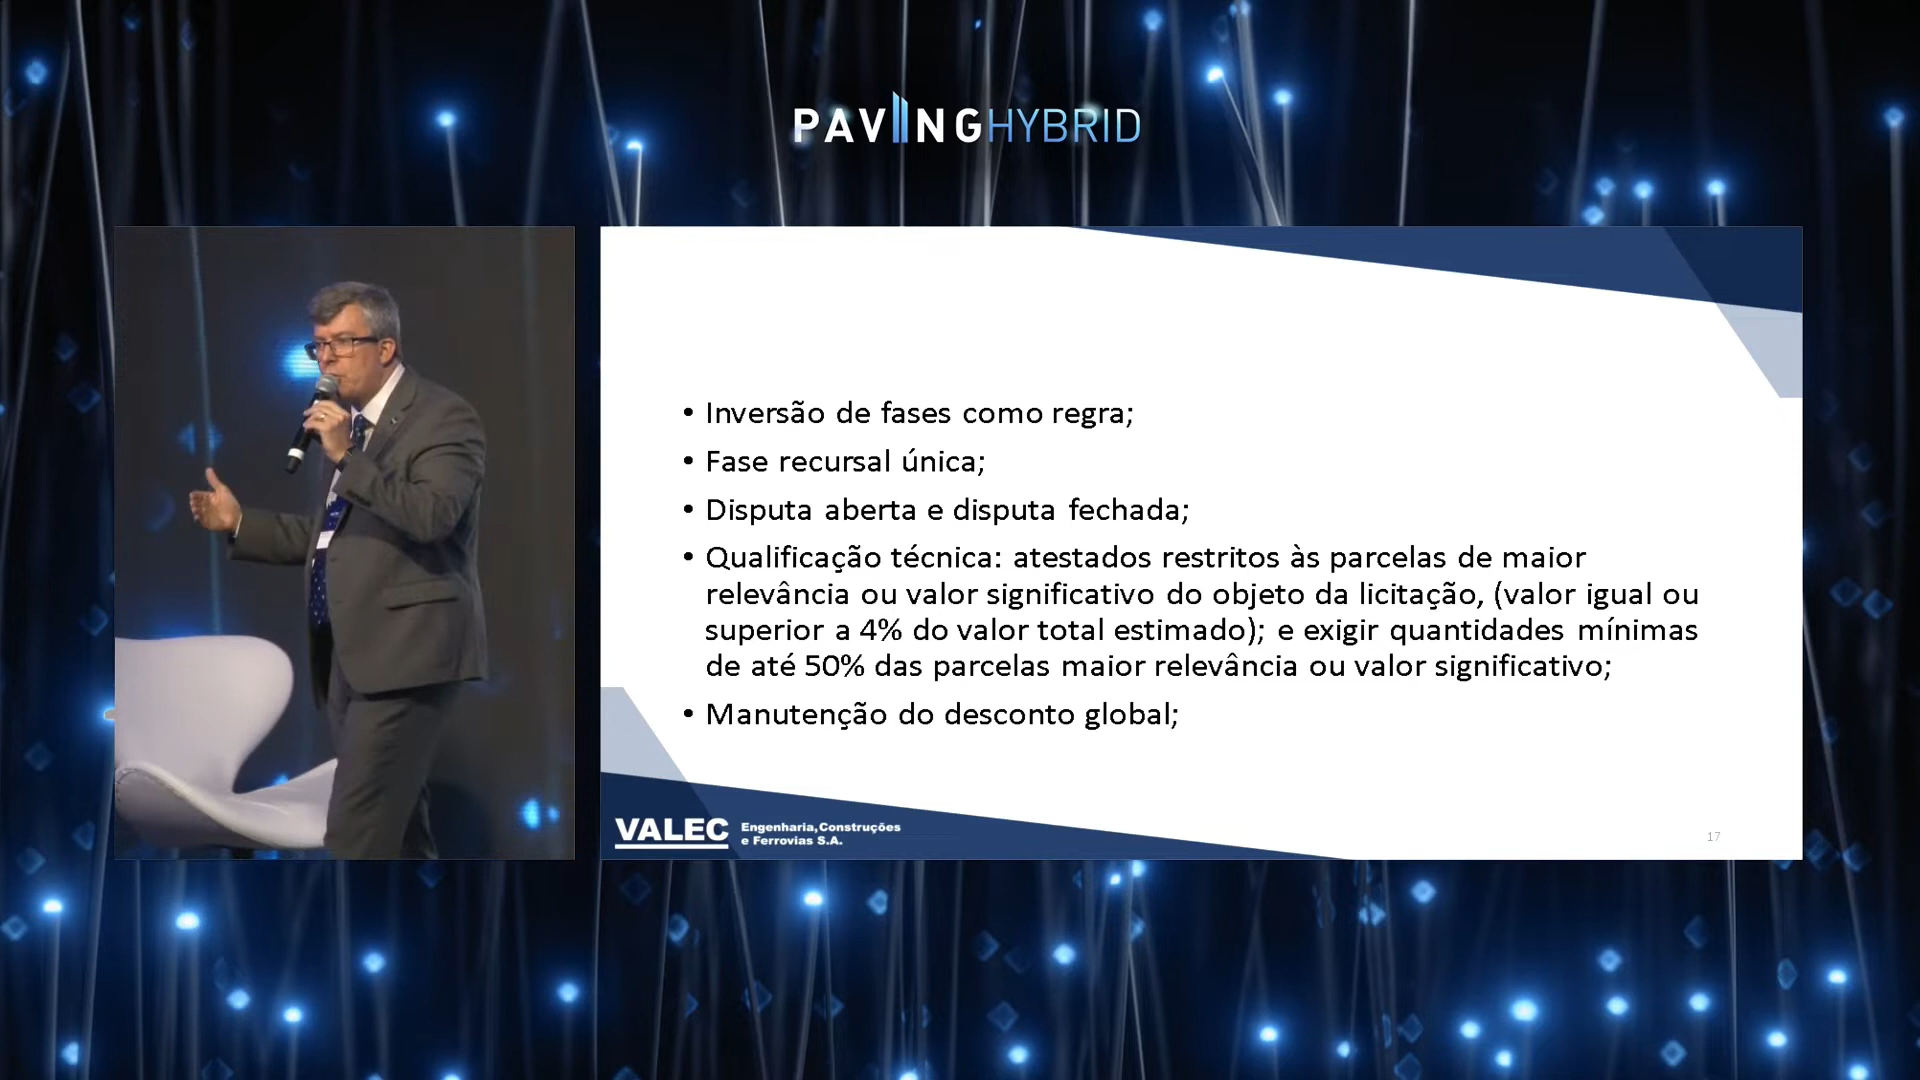 PAVING HYBRID
• Inversão de fases como regra;
• Fase recursal única;
• Disputa aberta e disputa fechada;
• Qualificação técnica: atestados restritos às parcelas de maior
relevância ou valor significativo do objeto da licitação, (valor igual ou
superior a 4% do valor total estimado); e exigir quantidades mínimas
de até 50% das parcelas maior relevância ou valor significativo;
• Manutenção do desconto global;
VALEC Engenharia, Construções
e Ferrovias S.A.
17